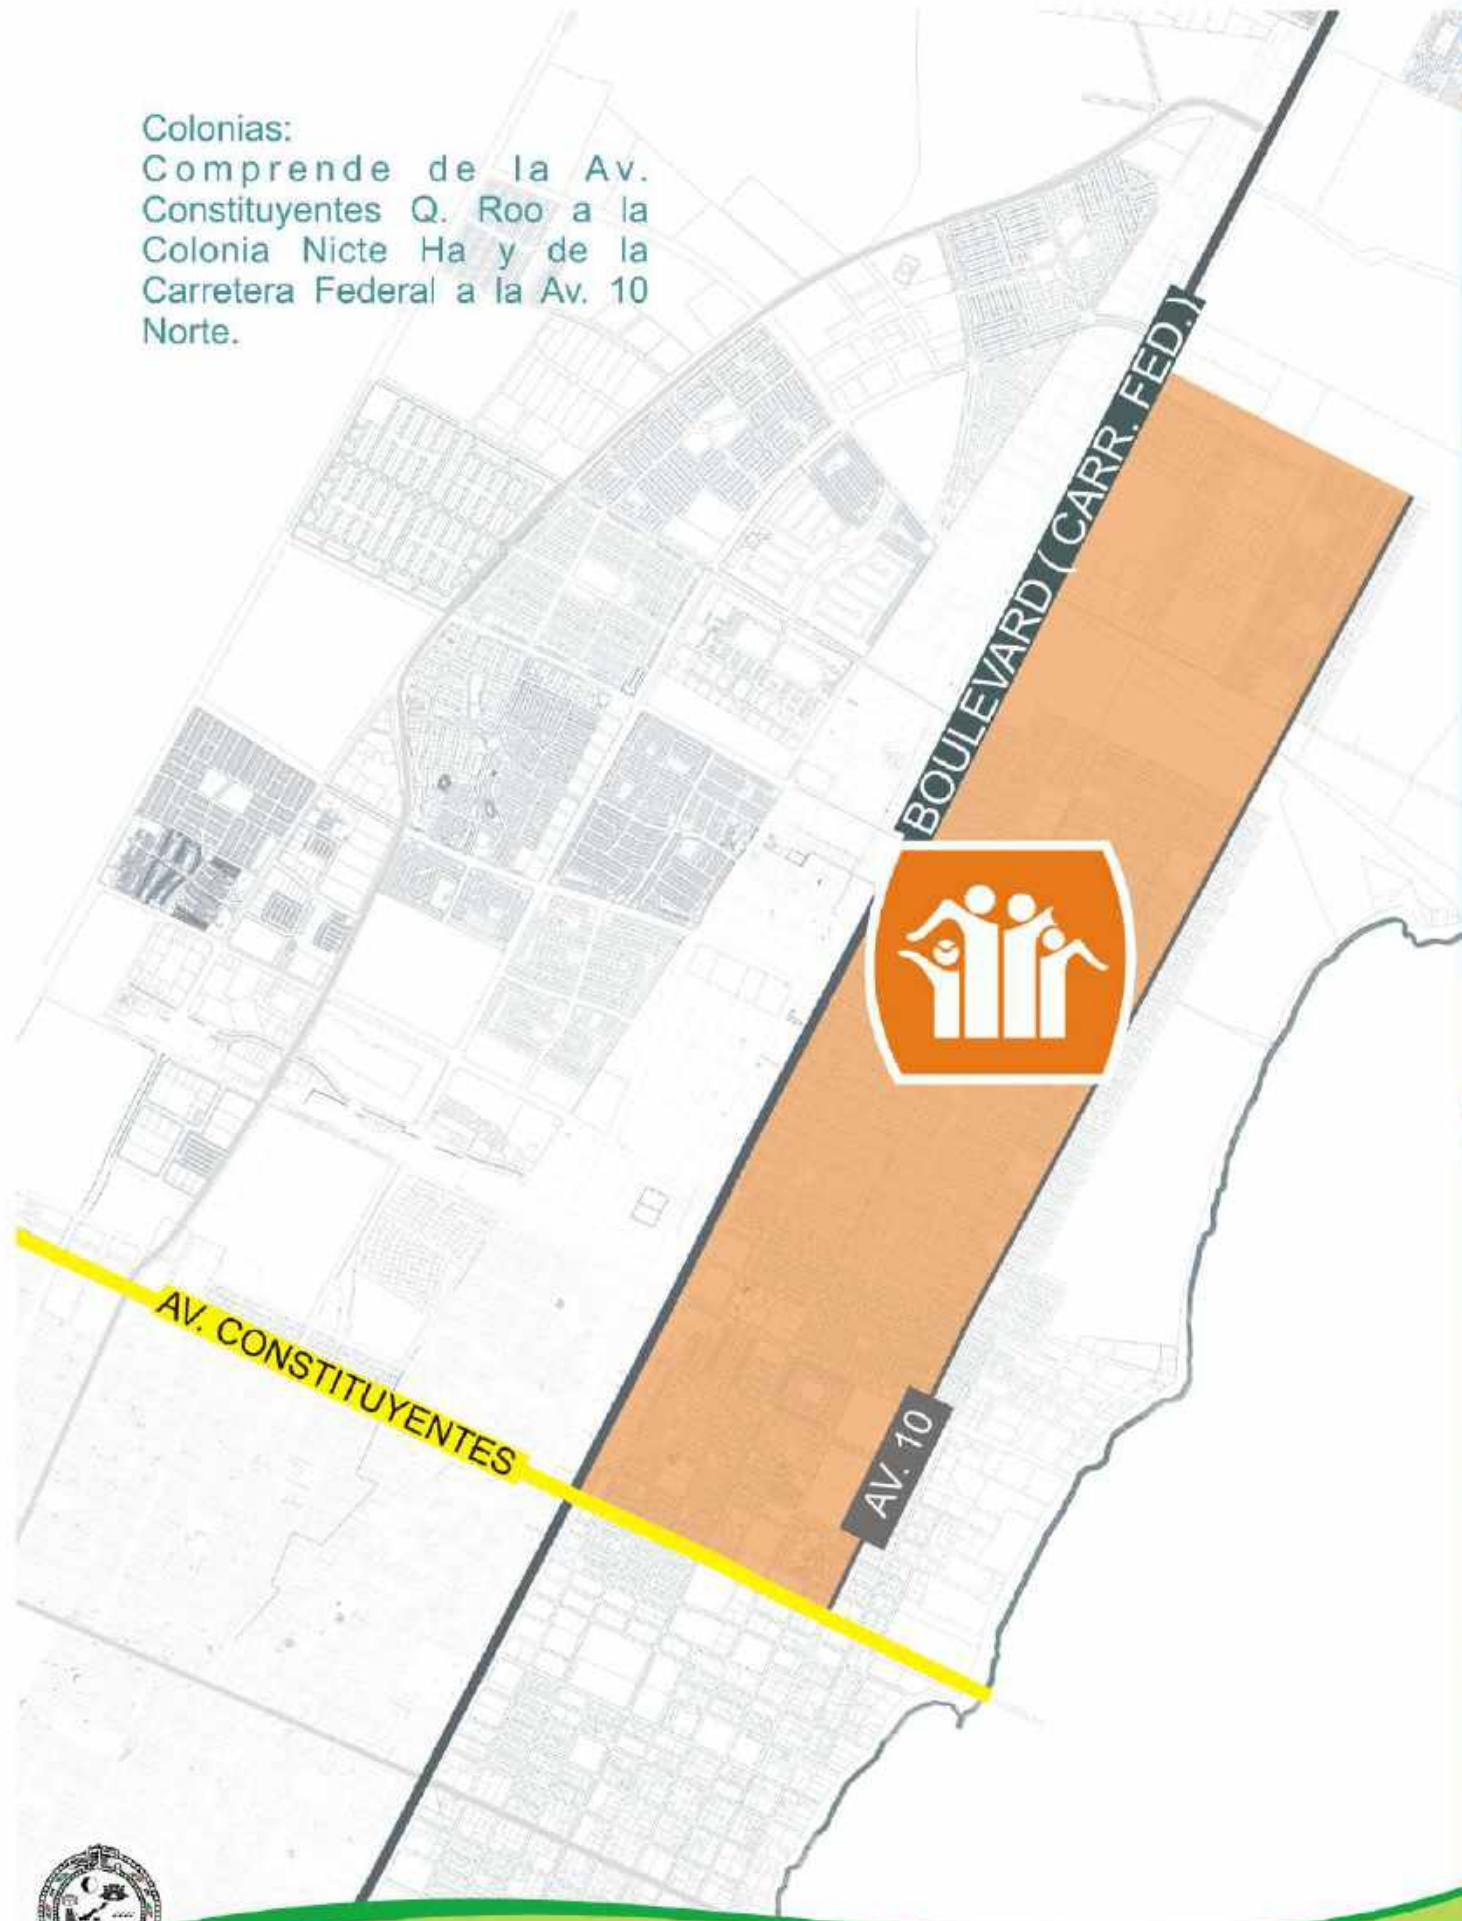 Colonias:
Comprende de la Av.
Constituyentes Q. Roo a la
Colonia Nicte Ha y de la
Carretera Federal a la Av. 10
Norte.
BOULEVARD ( CARR. FED.)
AV. CONSTITUYENTES
AV. 10